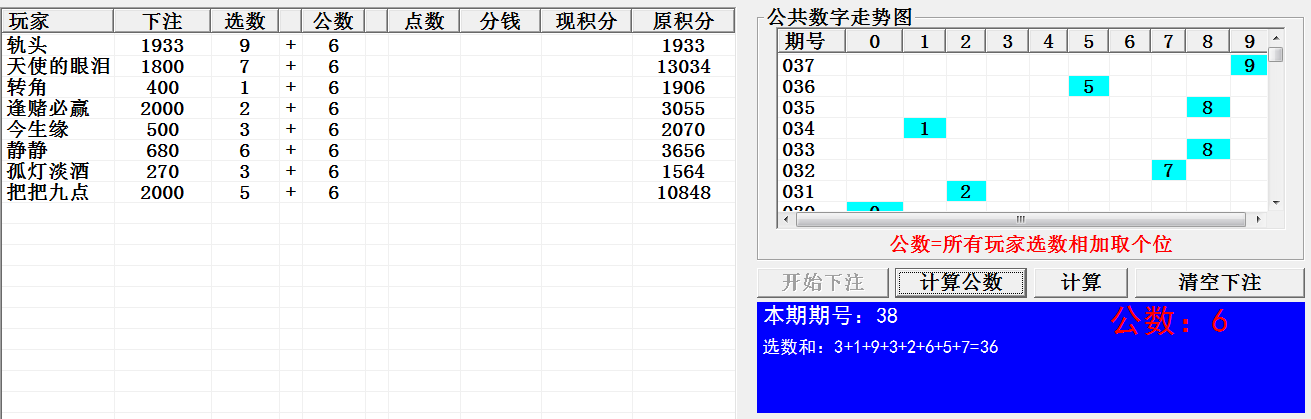 玩家 下注 选数 公数 点数 分钱 现积分 原积分
轨头 1933 9 + 6 1933
天使的眼泪 1800 7 + 6 13034
转角 400 1 + 6 1906
逢赌必赢 2000 2 + 6 3055
今生缘 500 3 + 6 2070
静静 680 6 + 6 3656
孤灯淡酒 270 3 + 6 1564
把把九点 2000 5 + 6 10848
公共数字走势图
期号 0 1 2 3 4 5 6 7 8 9
037 9
036 5
035 8
034 1
033 8
032 7
031 2
030 0
公数=所有玩家选数相加取个位
开始下注 计算公数 计算 清空下注
本期期号：38 公数：6
选数和：3+1+9+3+2+6+5+7=36